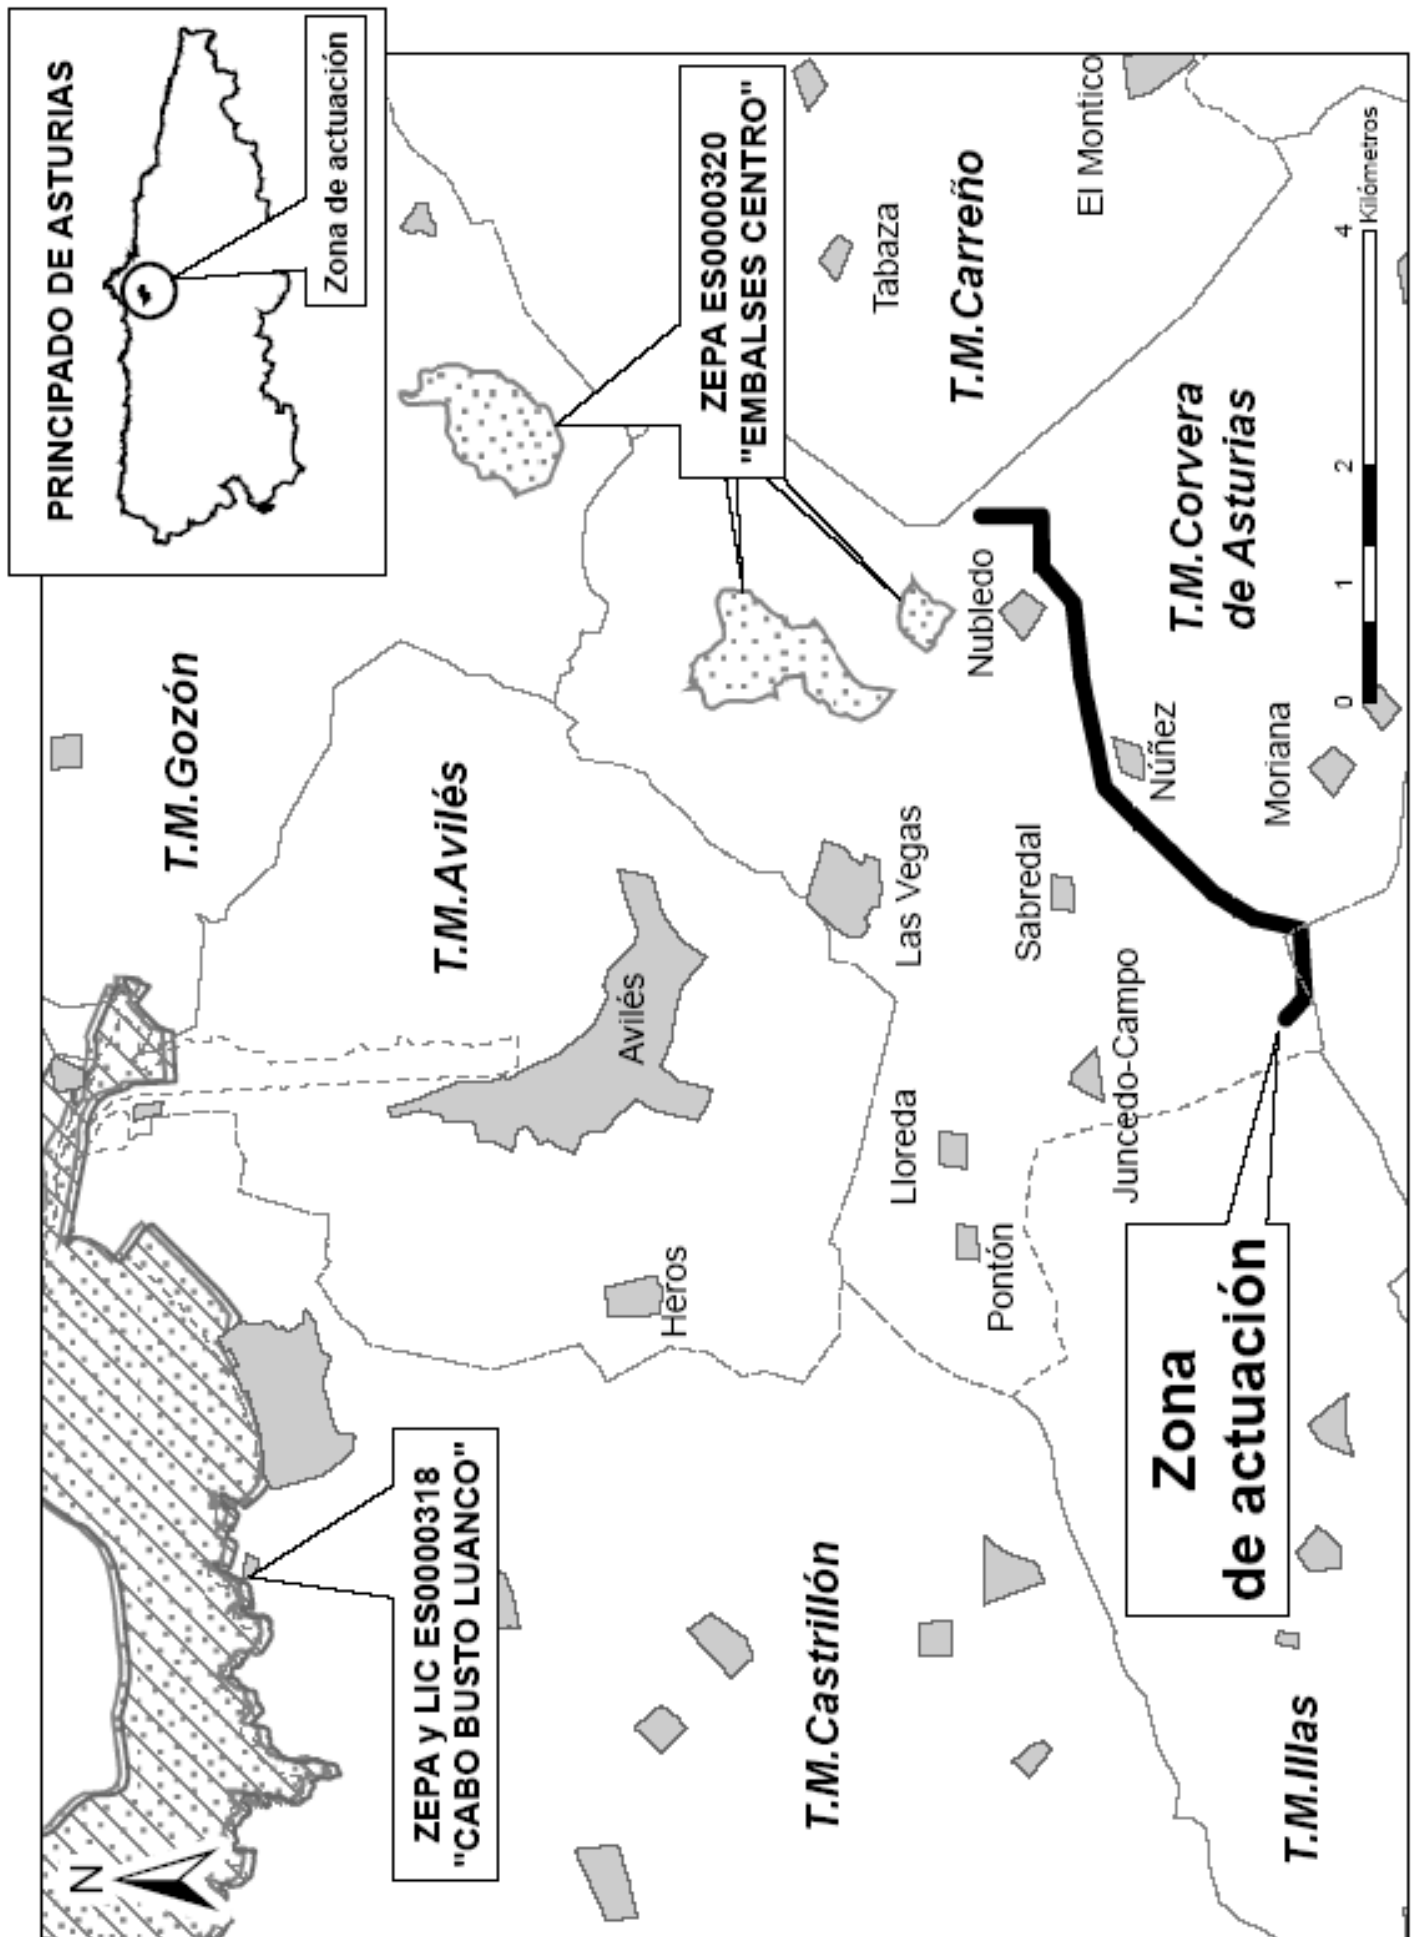 PRINCIPADO DE ASTURIAS
Zona de actuación
N
T.M.Gozón
ZEPA y LIC ES0000318
"CABO BUSTO LUANCO"
T.M.Avilés
Avilés
Heros
ZEPA ES0000320
"EMBALSES CENTRO"
Tabaza
T.M.Carreño
El Montico
Las Vegas
Lloreda
Pontón
Nubledo
Sabredal
Juncedo-Campo
Núñez
Moriana
T.M.Corvera
de Asturias
T.M.Castrillón
Zona
de actuación
T.M.Illas
0 1 2 4
Kilómetros